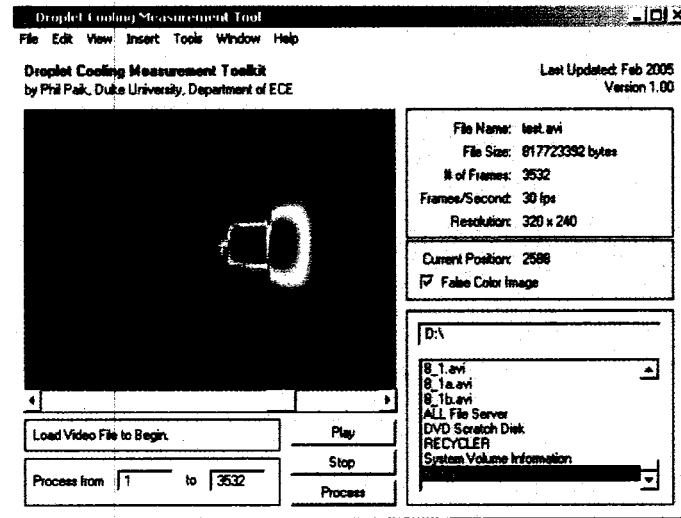 Droplet Cooling Measurement Tool
File Edit View Insert Tools Window Help
Droplet Cooling Measurement Toolkit
by Phil Paik, Duke University, Department of ECE
Last Updated: Feb 2005
Version 1.00
File Name: test.avi
File Size: 817723392 bytes
# of Frames: 3532
Frames/Second: 30 fps
Resolution: 320 x 240
Current Position: 2588
False Color Image
D:\
8_1.avi
8_1a.avi
8_1b.avi
ALL File Server
DVD Scratch Disk
RECYCLER
System Volume Information
Load Video File to Begin.
Play
Stop
Process from 1 to 3532
Process